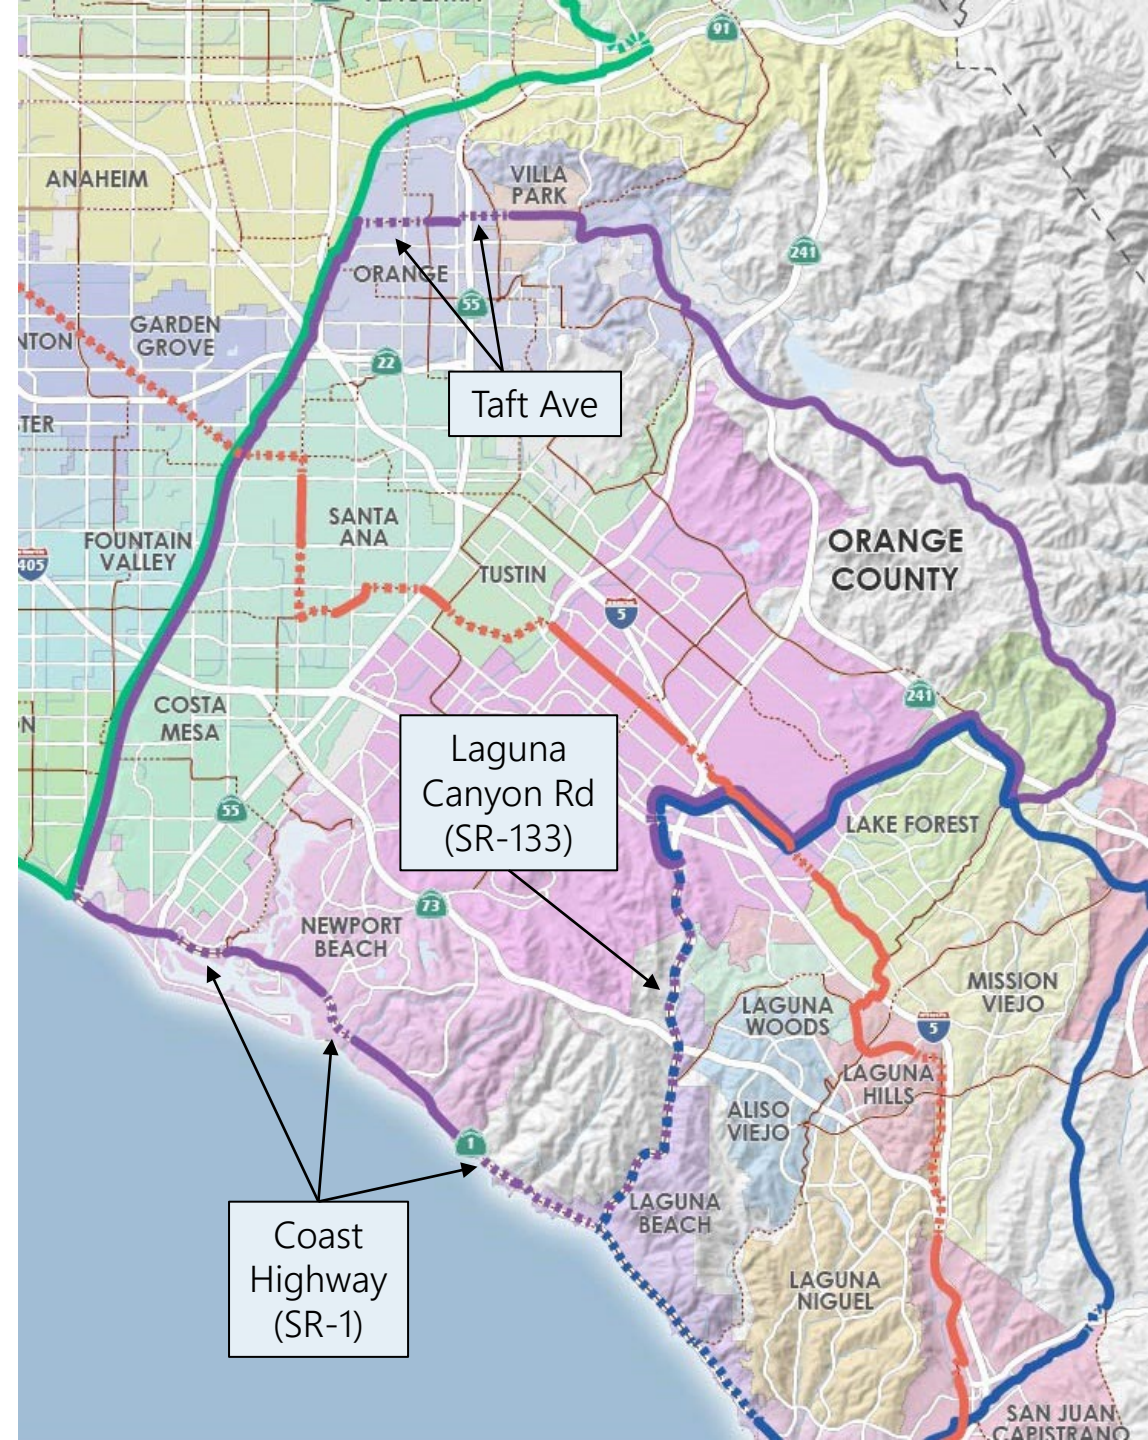 91
ANAHEIM
VILLA
PARK
241
ORANGE
55
GARDEN
GROVE
NTON
22
Taft Ave
TER
SANTA
ANA
ORANGE
COUNTY
FOUNTAIN
VALLEY
405
TUSTIN
5
241
COSTA
MESA
N
Laguna
Canyon Rd
(SR-133)
55
LAKE FOREST
73
NEWPORT
BEACH
MISSION
VIEJO
LAGUNA
WOODS
5
LAGUNA
HILLS
ALISO
VIEJO
1
LAGUNA
BEACH
Coast
Highway
(SR-1)
LAGUNA
NIGUEL
SAN JUAN
CAPISTRANO